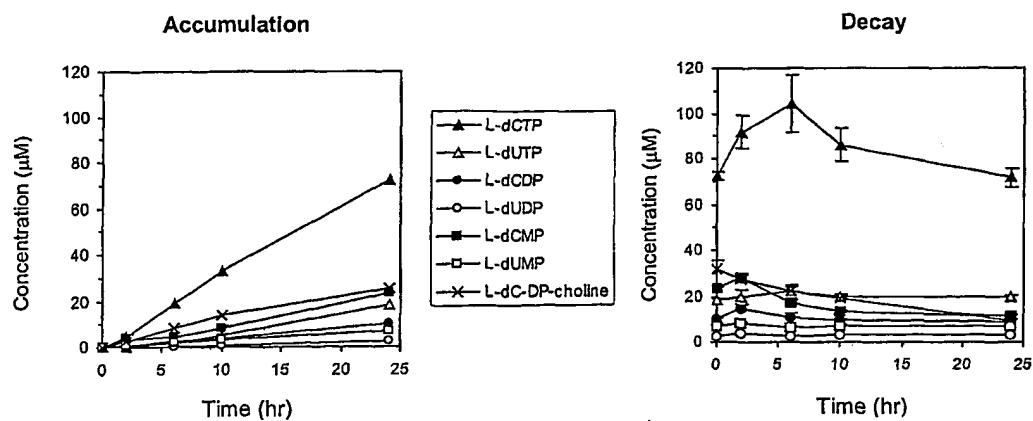 Accumulation
120
100
80
60
40
20
0
Concentration (µM)
0 5 10 15 20 25
Time (hr)
L-dCTP
L-dUTP
L-dCDP
L-dUDP
L-dCMP
L-dUMP
L-dC-DP-choline
Decay
120
100
80
60
40
20
0
Concentration (µM)
0 5 10 15 20 25
Time (hr)